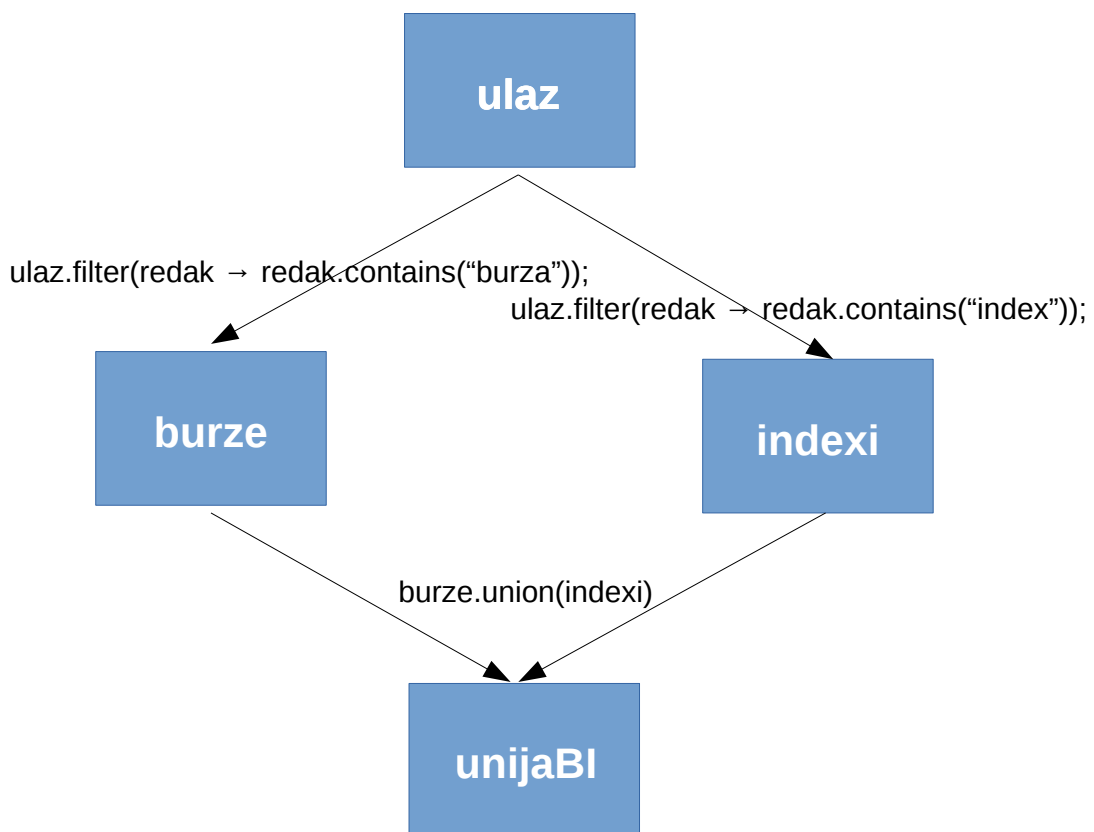 ulaz
ulaz.filter(redak → redak.contains(“burza”));
ulaz.filter(redak → redak.contains(“index”));
burze
indexi
burze.union(indexi)
unijaBI